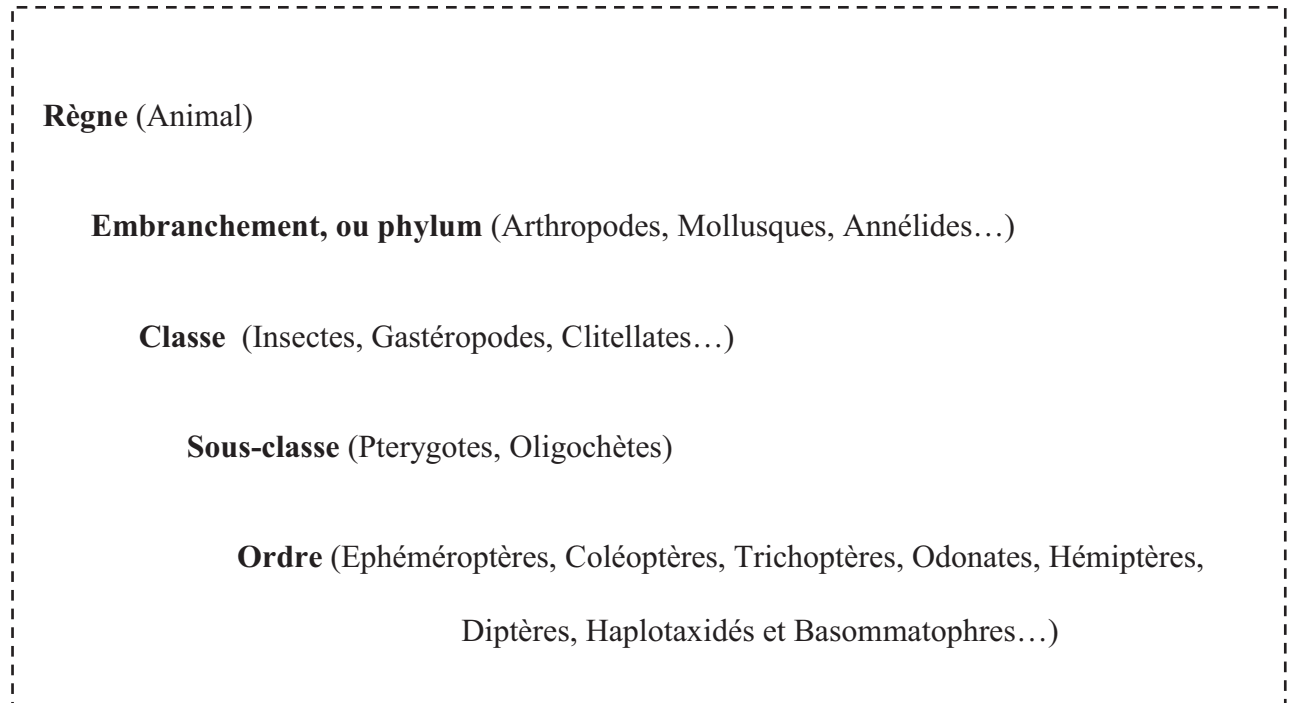 Règne (Animal)
Embranchement, ou phylum (Arthropodes, Mollusques, Annélides…)
Classe (Insectes, Gastéropodes, Clitellates…)
Sous-classe (Pterygotes, Oligochètes)
Ordre (Ephéméroptères, Coléoptères, Trichoptères, Odonates, Hémiptères,
Diptères, Haplotaxidés et Basommatophres…)